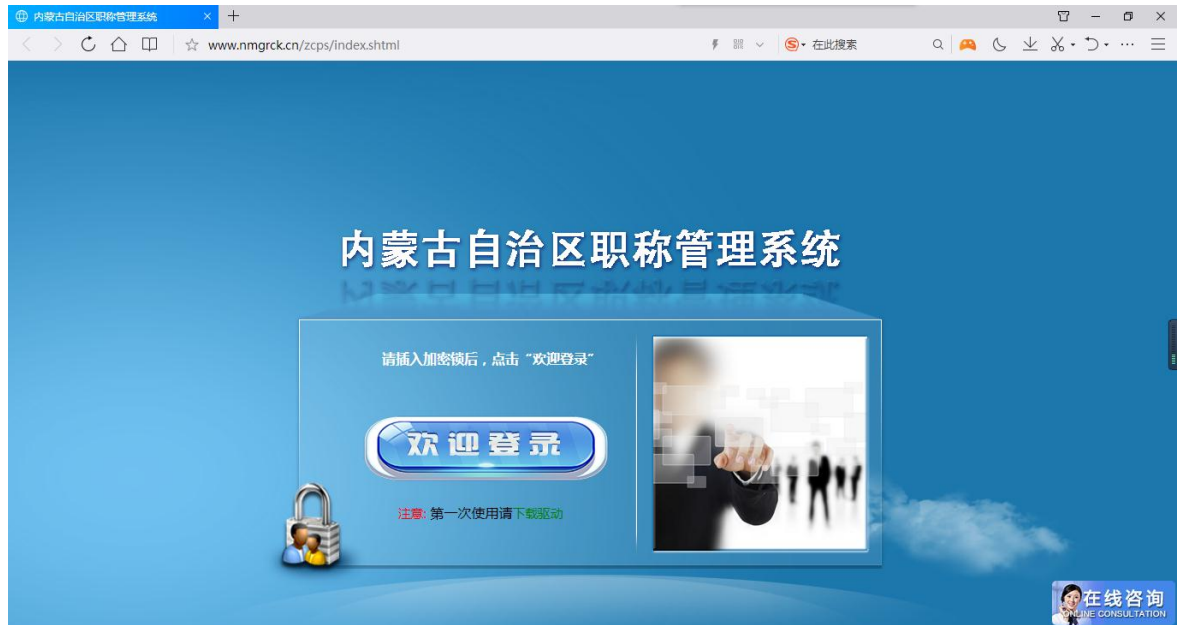 内蒙古自治区职称管理系统
www.nmgrck.cn/zcps/index.shtml
在此搜索
内蒙古自治区职称管理系统
请插入加密锁后，点击“欢迎登录”
欢迎登录
注意: 第一次使用请下载驱动
在线咨询
ONLINE CONSULTATION